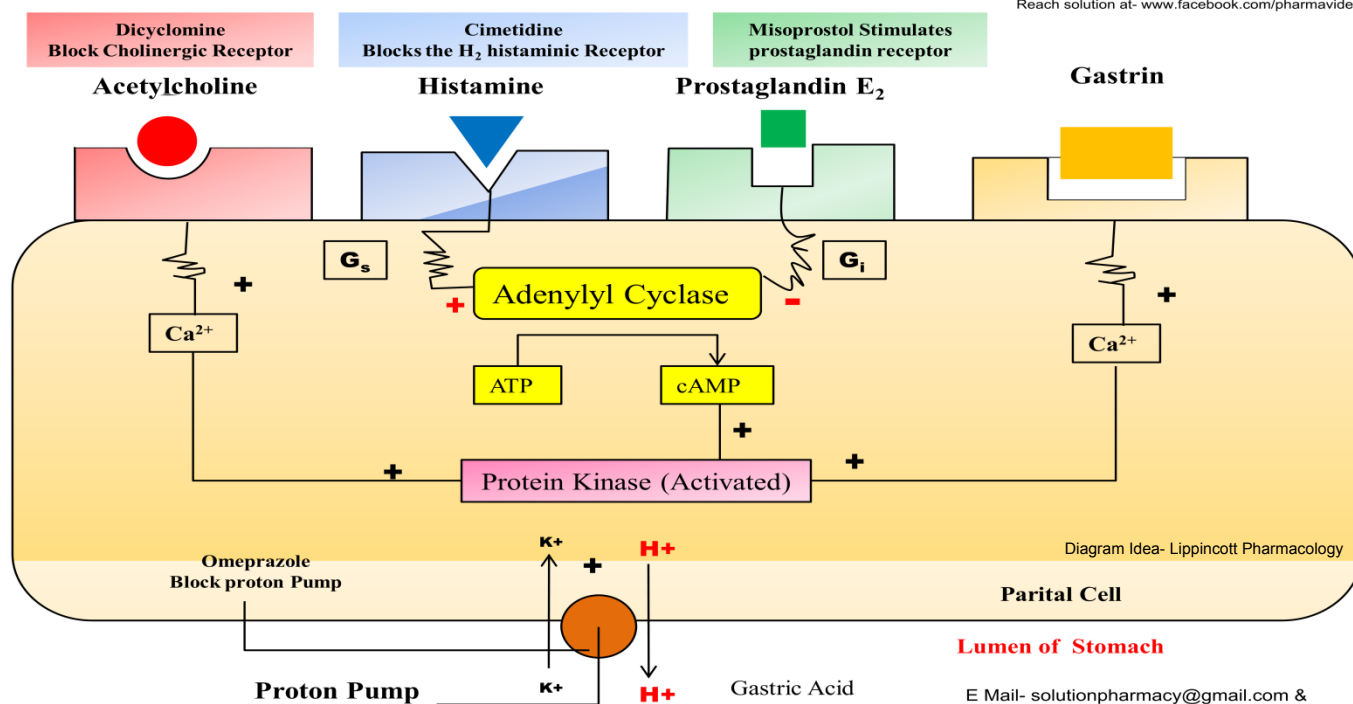 Reach solution at- www.facebook.com/pharmavide
Dicyclomine
Block Cholinergic Receptor
Cimetidine
Blocks the H₂ histaminic Receptor
Misoprostol Stimulates
prostaglandin receptor
Acetylcholine
Histamine
Prostaglandin E₂
Gastrin
Gs
Gi
+
Adenylyl Cyclase
+
-
+
Ca²⁺
Ca²⁺
ATP
cAMP
+
+
+
Protein Kinase (Activated)
K+
H+
+
Diagram Idea- Lippincott Pharmacology
Omeprazole
Block proton Pump
Parital Cell
Lumen of Stomach
Proton Pump
K+
H+
Gastric Acid
E Mail- solutionpharmacy@gmail.com &